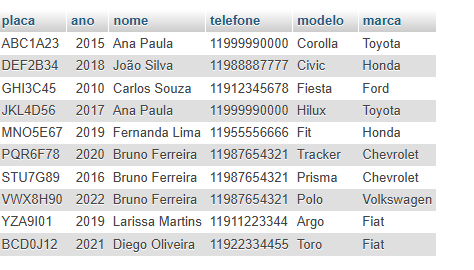 placa ano nome telefone modelo marca
ABC1A23 2015 Ana Paula 11999990000 Corolla Toyota
DEF2B34 2018 João Silva 11988887777 Civic Honda
GHI3C45 2010 Carlos Souza 11912345678 Fiesta Ford
JKL4D56 2017 Ana Paula 11999990000 Hilux Toyota
MNO5E67 2019 Fernanda Lima 11955556666 Fit Honda
PQR6F78 2020 Bruno Ferreira 11987654321 Tracker Chevrolet
STU7G89 2016 Bruno Ferreira 11987654321 Prisma Chevrolet
VWX8H90 2022 Bruno Ferreira 11987654321 Polo Volkswagen
YZA9I01 2019 Larissa Martins 11911223344 Argo Fiat
BCD0J12 2021 Diego Oliveira 11922334455 Toro Fiat